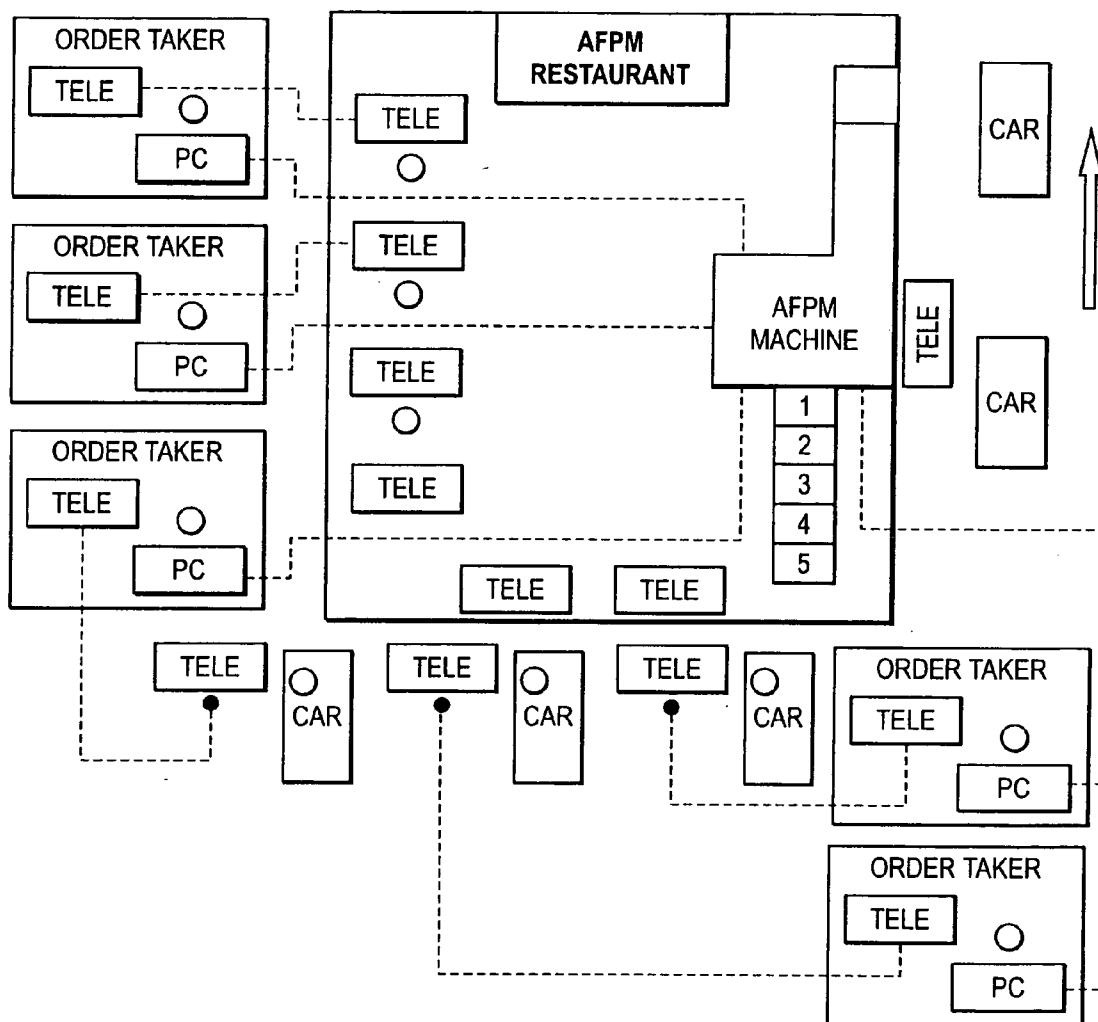 ORDER TAKER
TELE
PC
ORDER TAKER
TELE
PC
ORDER TAKER
TELE
PC
AFPM
RESTAURANT
TELE
TELE
TELE
TELE
TELE
TELE
AFPM
MACHINE
1
2
3
4
5
TELE
CAR
CAR
TELE
CAR
TELE
CAR
TELE
CAR
ORDER TAKER
TELE
PC
ORDER TAKER
TELE
PC